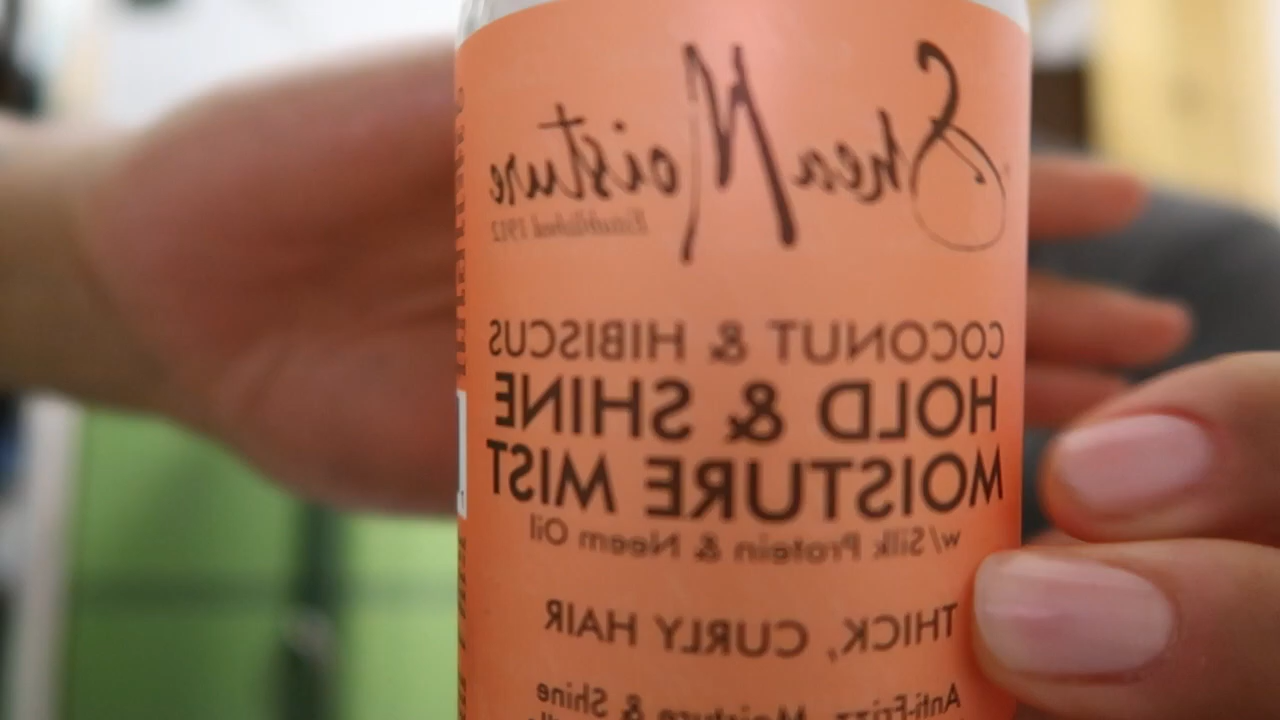 SheaMoisture
Established 1912
COCONUT & HIBISCUS
HOLD & SHINE
MOISTURE MIST
w/Silk Protein & Neem Oil
THICK, CURLY HAIR
Anti-Frizz, Moisture & Shine